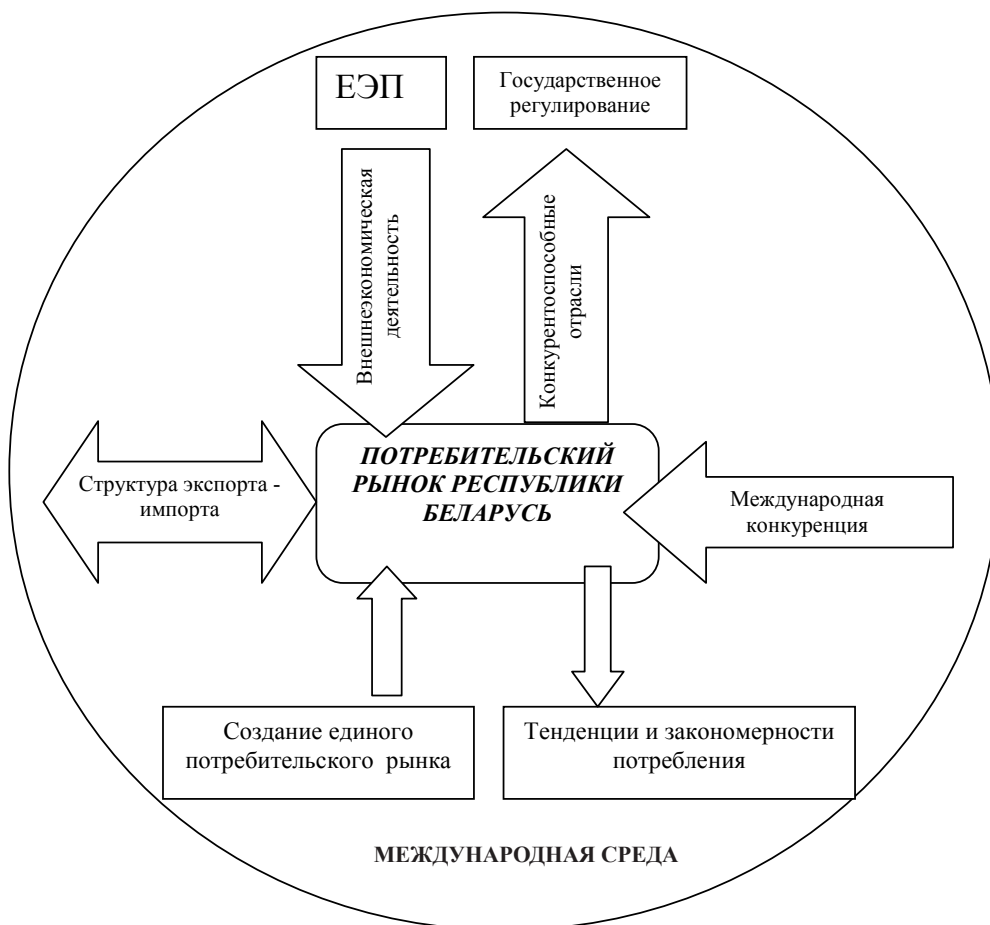 ЕЭП
Государственное
регулирование
Внешнеэкономическая
деятельность
Конкурентоспособные
отрасли
ПОТРЕБИТЕЛЬСКИЙ
РЫНОК РЕСПУБЛИКИ
БЕЛАРУСЬ
Структура экспорта -
импорта
Международная
конкуренция
Создание единого
потребительского рынка
Тенденции и закономерности
потребления
МЕЖДУНАРОДНАЯ СРЕДА